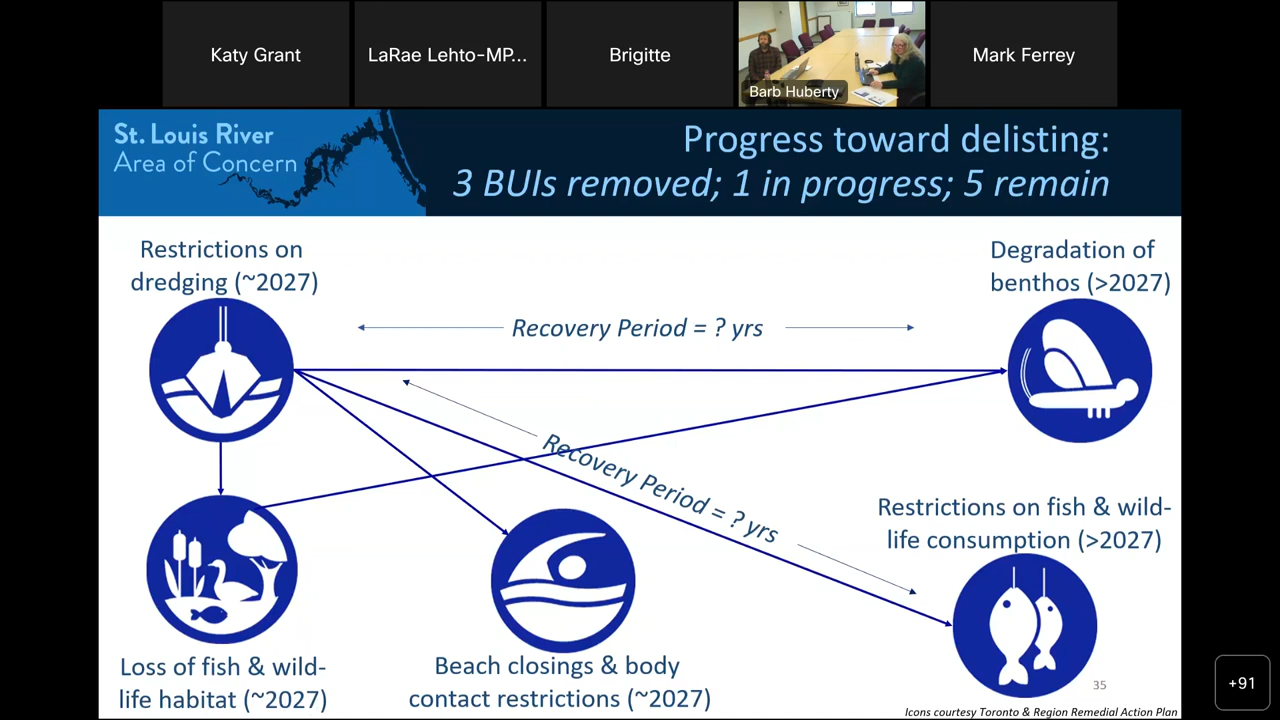 Katy Grant
LaRae Lehto-MP...
Brigitte
Barb Huberty
Mark Ferrey
St. Louis River
Area of Concern
Progress toward delisting:
3 BUIs removed; 1 in progress; 5 remain
Restrictions on
dredging (~2027)
Degradation of
benthos (>2027)
Recovery Period = ? yrs
Recovery Period = ? yrs
Restrictions on fish & wild-
life consumption (>2027)
Loss of fish & wild-
life habitat (~2027)
Beach closings & body
contact restrictions (~2027)
35
+91
Icons courtesy Toronto & Region Remedial Action Plan